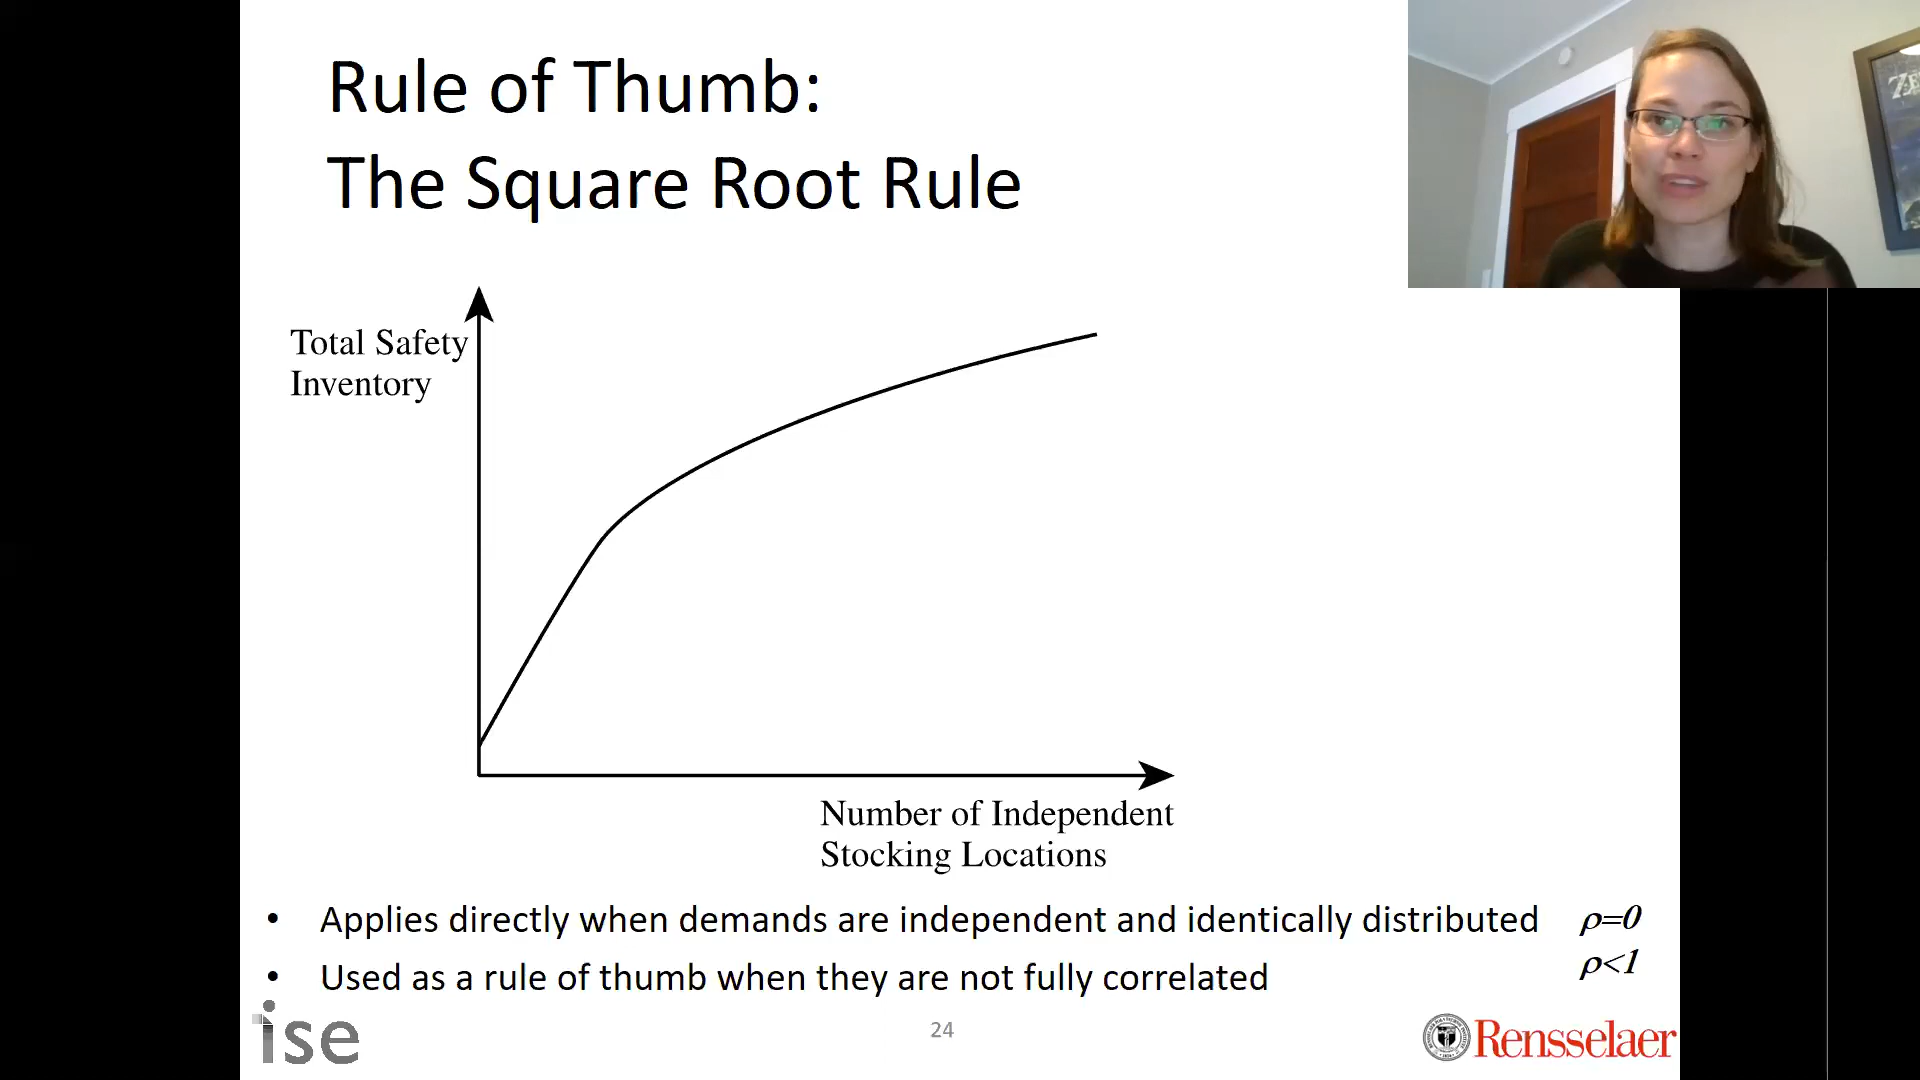 Rule of Thumb:
The Square Root Rule
Total Safety
Inventory
Number of Independent
Stocking Locations
• Applies directly when demands are independent and identically distributed ρ=0
• Used as a rule of thumb when they are not fully correlated ρ<1
ise
24
Rensselaer